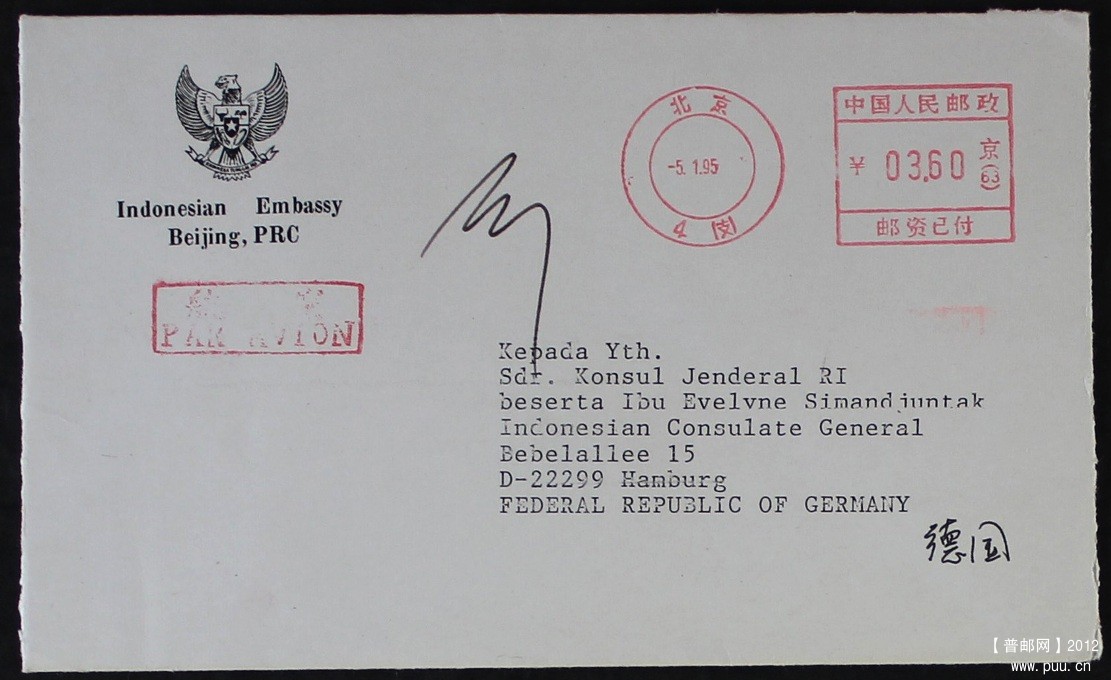 Indonesian Embassy
Beijing, PRC
PAR AVION
北京
-5.1.95
中国人民邮政
¥ 03.60 京
(63)
邮资已付
Kepada Yth.
Sdr. Konsul Jenderal RI
beserta Ibu Evelyne Simandjuntak
Indonesian Consulate General
Bebelallee 15
D-22299 Hamburg
FEDERAL REPUBLIC OF GERMANY
德国
【普邮网】2012
www.puu.cn